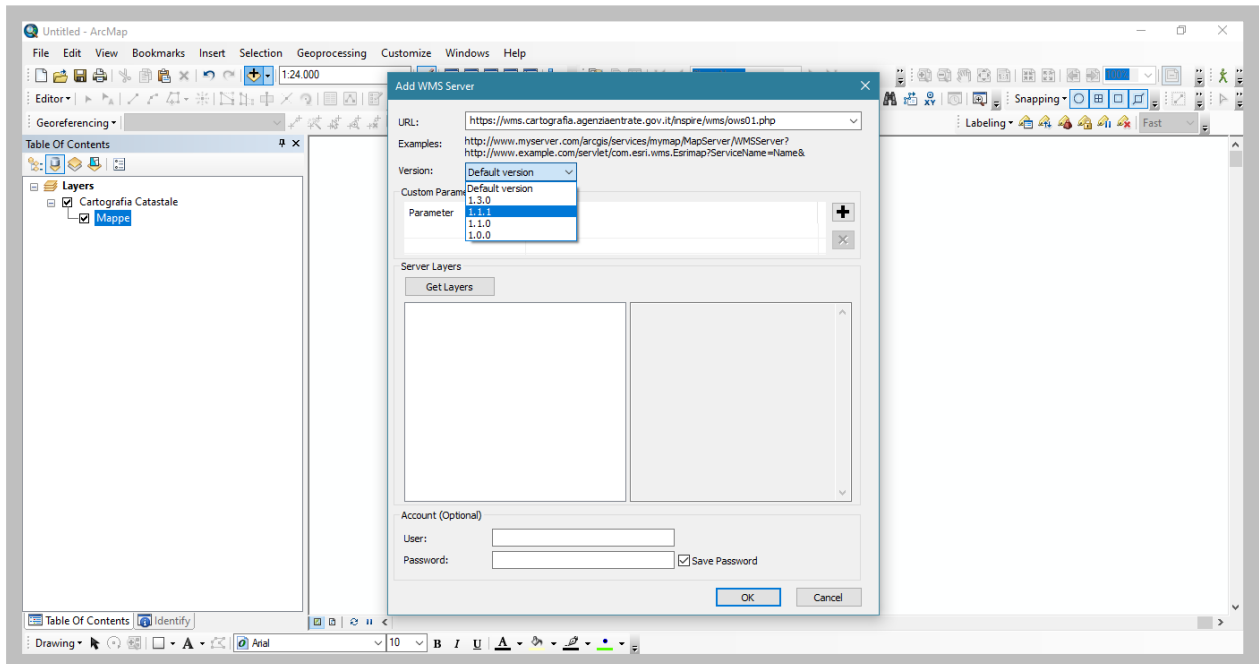 Untitled - ArcMap
File Edit View Bookmarks Insert Selection Geoprocessing Customize Windows Help
1:24.000
Editor
Snapping
Georeferencing
Labeling
Fast
Table Of Contents
Layers
Cartografia Catastale
Mappe
Add WMS Server
URL: https://wms.cartografia.agenziaentrate.gov.it/inspire/wms/ows01.php
Examples: http://www.myserver.com/arcgis/services/mymap/MapServer/WMSServer?
http://www.example.com/servlet/com.esri.wms.Esrimap?ServiceName=Name&
Version: Default version
Default version
1.3.0
1.1.1
1.1.0
1.0.0
Custom Parame
Parameter
Server Layers
Get Layers
Account (Optional)
User:
Password:
Save Password
OK Cancel
Table Of Contents Identify
Drawing A Arial 10 B I U A